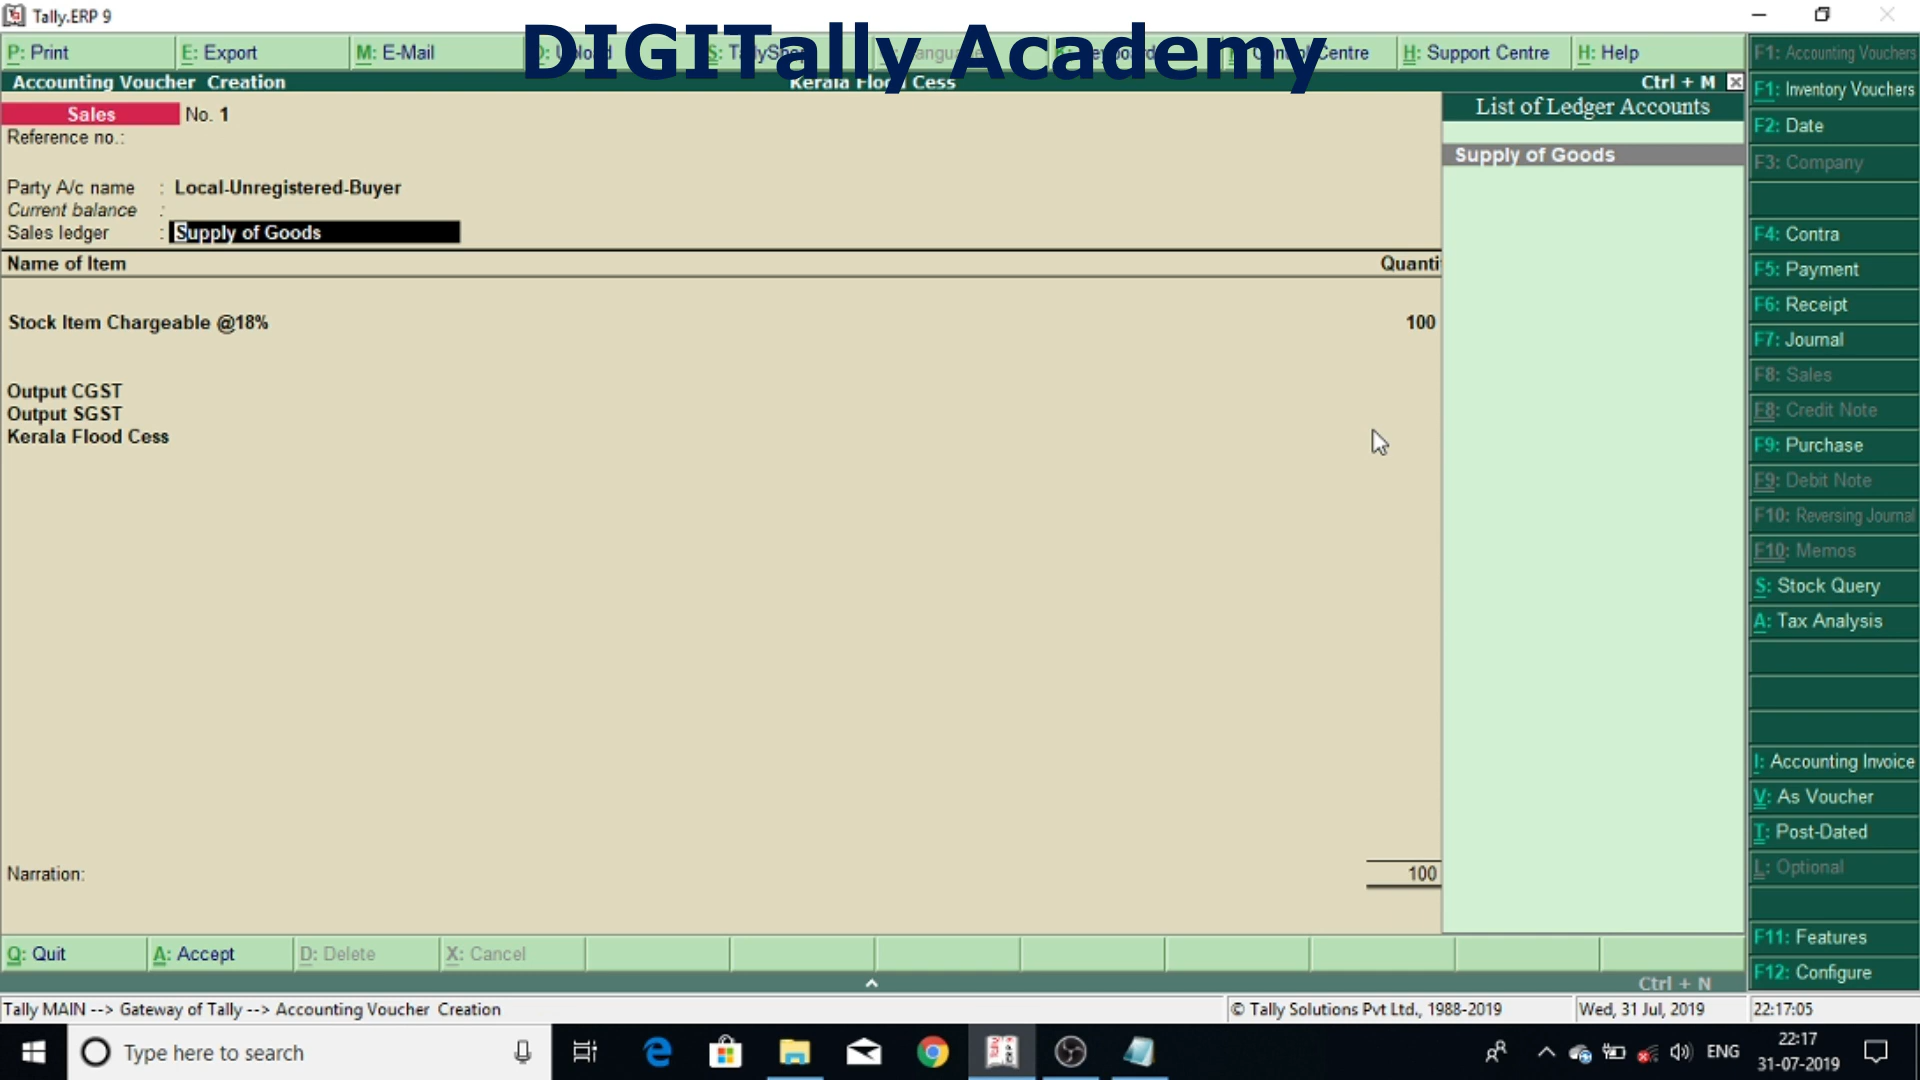 Tally.ERP 9
DIGITally Academy
P: Print
E: Export
M: E-Mail
H: Support Centre
H: Help
Accounting Voucher Creation
Kerala Flood Cess
Ctrl + M
Sales
No. 1
Reference no.:
Party A/c name : Local-Unregistered-Buyer
Current balance :
Sales ledger : Supply of Goods
Name of Item
Quanti
Stock Item Chargeable @18%
100
Output CGST
Output SGST
Kerala Flood Cess
Narration:
100
List of Ledger Accounts
Supply of Goods
F1: Accounting Vouchers
F1: Inventory Vouchers
F2: Date
F3: Company
F4: Contra
F5: Payment
F6: Receipt
F7: Journal
F8: Sales
F8: Credit Note
F9: Purchase
F9: Debit Note
F10: Reversing Journal
F10: Memos
S: Stock Query
A: Tax Analysis
I: Accounting Invoice
V: As Voucher
T: Post-Dated
L: Optional
F11: Features
F12: Configure
Q: Quit
A: Accept
D: Delete
X: Cancel
Ctrl + N
Tally MAIN --> Gateway of Tally --> Accounting Voucher Creation
© Tally Solutions Pvt Ltd., 1988-2019
Wed, 31 Jul, 2019
22:17:05
Type here to search
ENG
22:17
31-07-2019